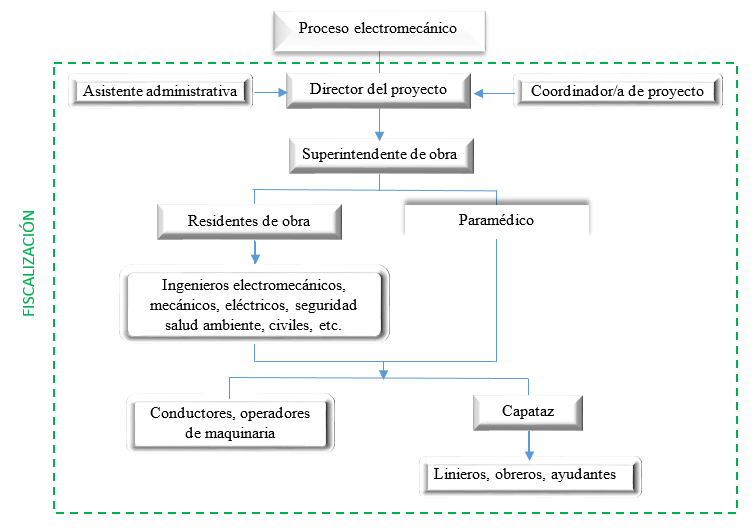 Proceso electromecánico
Asistente administrativa
Director del proyecto
Coordinador/a de proyecto
Superintendente de obra
Residentes de obra
Paramédico
FISCALIZACIÓN
Ingenieros electromecánicos,
mecánicos, eléctricos, seguridad
salud ambiente, civiles, etc.
Conductores, operadores
de maquinaria
Capataz
Linieros, obreros, ayudantes